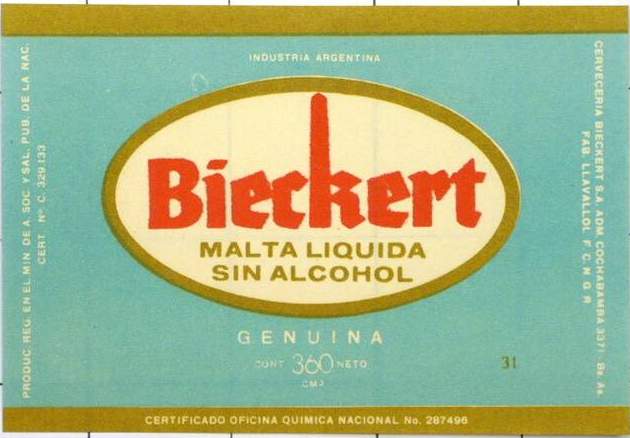 INDUSTRIA ARGENTINA
Bieckert
MALTA LIQUIDA
SIN ALCOHOL
GENUINA
CONT 360 NETO
CM3
31
CERTIFICADO OFICINA QUIMICA NACIONAL No. 287496
PRODUC. REG. EN EL MIN DE A. SOC. Y SAL. PUB. DE LA NAC.
CERT Nº C. 329.133
CERVECERIA BIECKERT S.A. ADM. COCHABAMBA 3371 Bs. As.
FAB. LLAVALLOL F C N G R